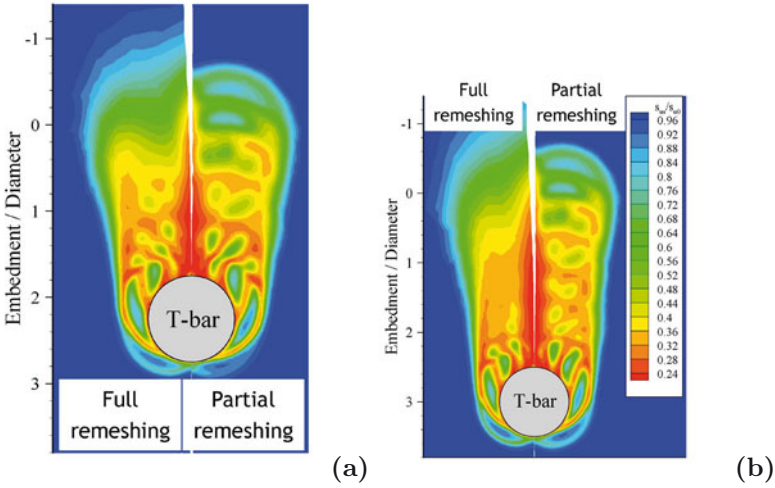 -1
0
1
2
3
Embedment / Diameter
T-bar
Full remeshing
Partial remeshing
(a)
Full remeshing
Partial remeshing
-1
0
1
2
3
Embedment / Diameter
T-bar
0.96
0.92
0.88
0.84
0.8
0.76
0.72
0.68
0.64
0.6
0.56
0.52
0.48
0.44
0.4
0.36
0.32
0.28
0.24
(b)